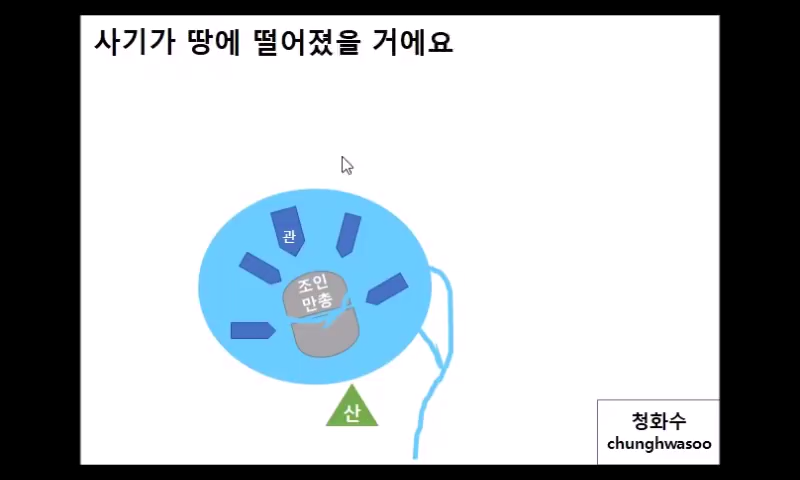 사기가 땅에 떨어졌을 거에요
관
조인
만총
산
청화수
chunghwasoo